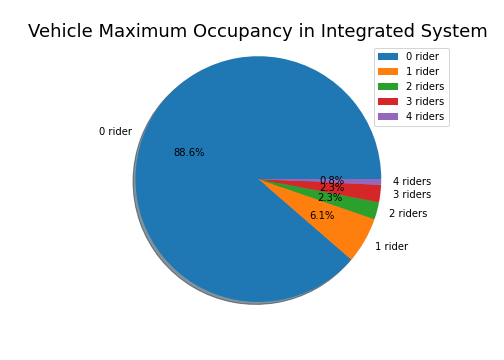 Vehicle Maximum Occupancy in Integrated System
0 rider
1 rider
2 riders
3 riders
4 riders
0 rider
88.6%
0.8%
4 riders
2.3%
3 riders
2.3%
2 riders
6.1%
1 rider